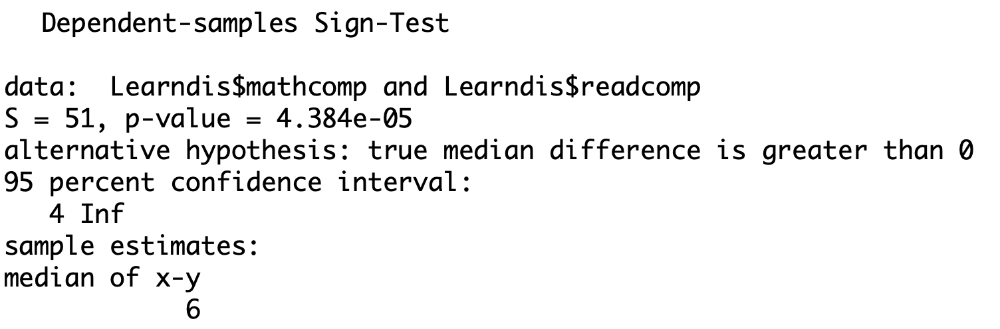 Dependent-samples Sign-Test
data: Learndis$mathcomp and Learndis$readcomp
S = 51, p-value = 4.384e-05
alternative hypothesis: true median difference is greater than 0
95 percent confidence interval:
4 Inf
sample estimates:
median of x-y
6